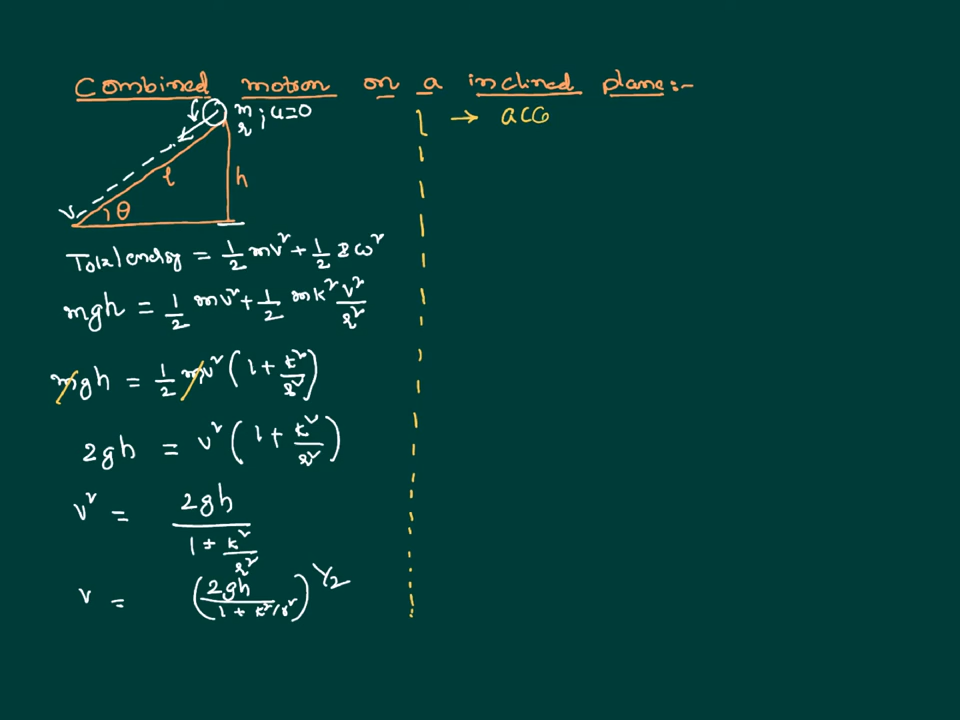 Combined motion on a inclined plane:-
m
r ; u=0
l
h
θ
v
Total energy = 1/2 mv² + 1/2 I ω²
mgh = 1/2 mv² + 1/2 mk² v²/r²
mgh = 1/2 mv² (1 + k²/r²)
2gh = v² (1 + k²/r²)
v² = 2gh / (1 + k²/r²)
v = (2gh / (1 + k²/r²))^1/2
→ acc